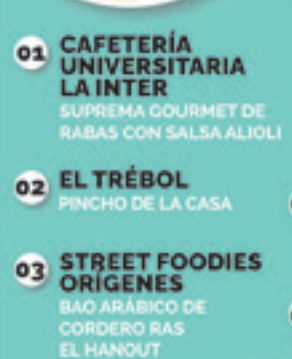 01 CAFETERÍA
UNIVERSITARIA
LA INTER
SUPREMA GOURMET DE
RABAS CON SALSA ALIOLI
02 EL TRÉBOL
PINCHO DE LA CASA
03 STREET FOODIES
ORÍGENES
BAO ARÁBICO DE
CORDERO RAS
EL HANOUT